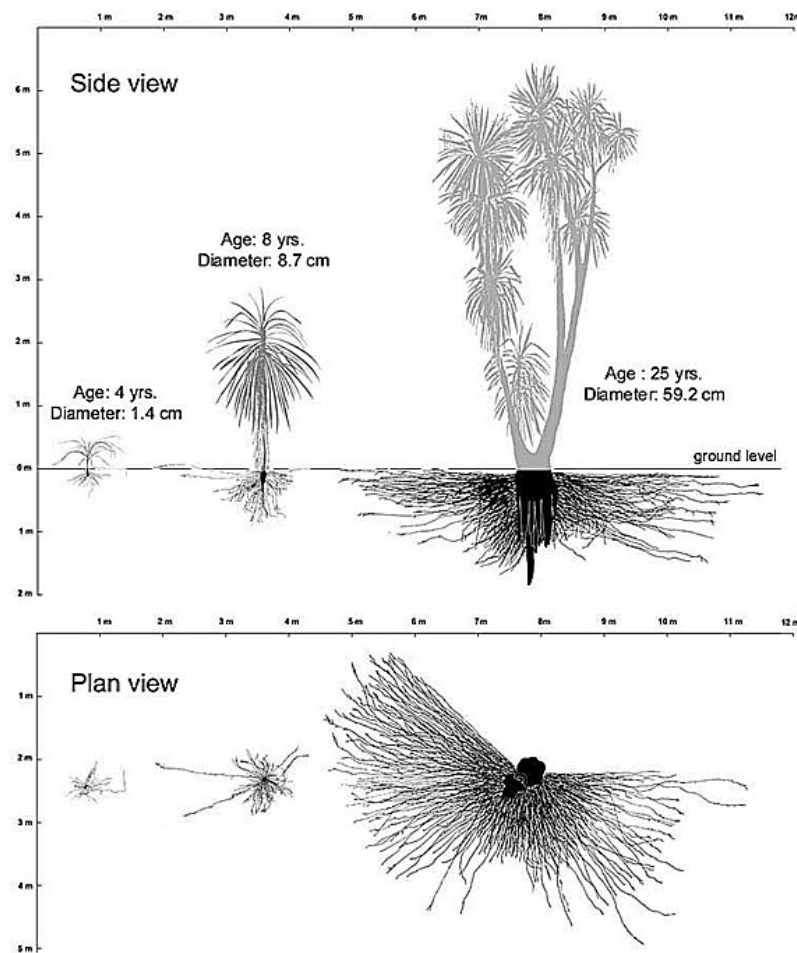 1 m 2 m 3 m 4 m 5 m 6 m 7 m 8 m 9 m 10 m 11 m 12 m
6 m
Side view
5 m
4 m
Age: 8 yrs.
Diameter: 8.7 cm
3 m
2 m
Age: 4 yrs.
Diameter: 1.4 cm
Age : 25 yrs.
Diameter: 59.2 cm
1 m
ground level
0 m
1 m
2 m
1 m 2 m 3 m 4 m 5 m 6 m 7 m 8 m 9 m 10 m 11 m 12 m
Plan view
1 m
2 m
3 m
4 m
5 m